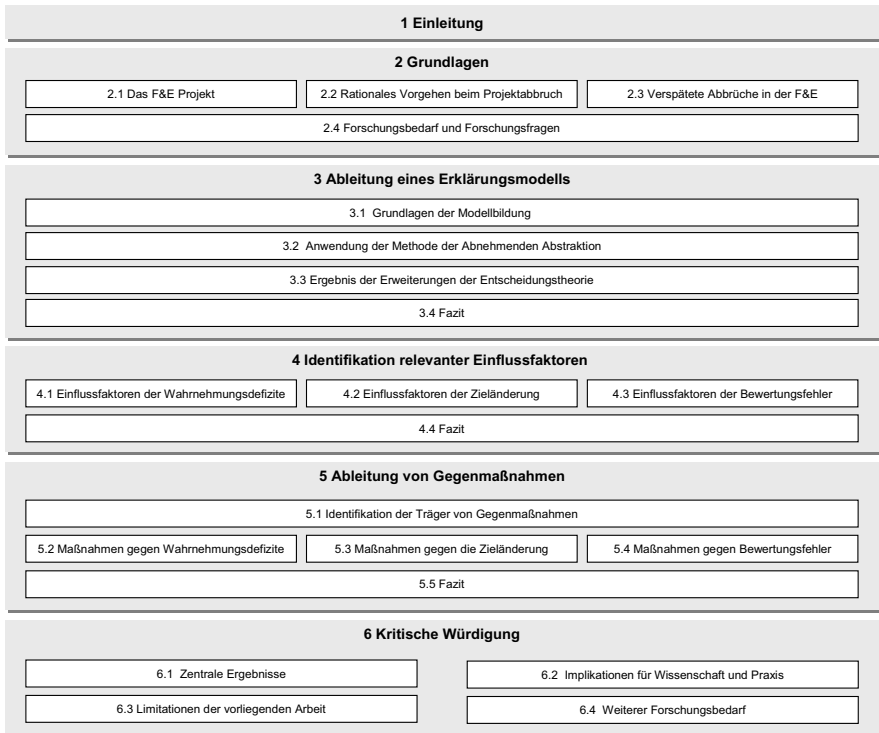 1 Einleitung
2 Grundlagen
2.1 Das F&E Projekt
2.2 Rationales Vorgehen beim Projektabbruch
2.3 Verspätete Abbrüche in der F&E
2.4 Forschungsbedarf und Forschungsfragen
3 Ableitung eines Erklärungsmodells
3.1 Grundlagen der Modellbildung
3.2 Anwendung der Methode der Abnehmenden Abstraktion
3.3 Ergebnis der Erweiterungen der Entscheidungstheorie
3.4 Fazit
4 Identifikation relevanter Einflussfaktoren
4.1 Einflussfaktoren der Wahrnehmungsdefizite
4.2 Einflussfaktoren der Zieländerung
4.3 Einflussfaktoren der Bewertungsfehler
4.4 Fazit
5 Ableitung von Gegenmaßnahmen
5.1 Identifikation der Träger von Gegenmaßnahmen
5.2 Maßnahmen gegen Wahrnehmungsdefizite
5.3 Maßnahmen gegen die Zieländerung
5.4 Maßnahmen gegen Bewertungsfehler
5.5 Fazit
6 Kritische Würdigung
6.1 Zentrale Ergebnisse
6.2 Implikationen für Wissenschaft und Praxis
6.3 Limitationen der vorliegenden Arbeit
6.4 Weiterer Forschungsbedarf